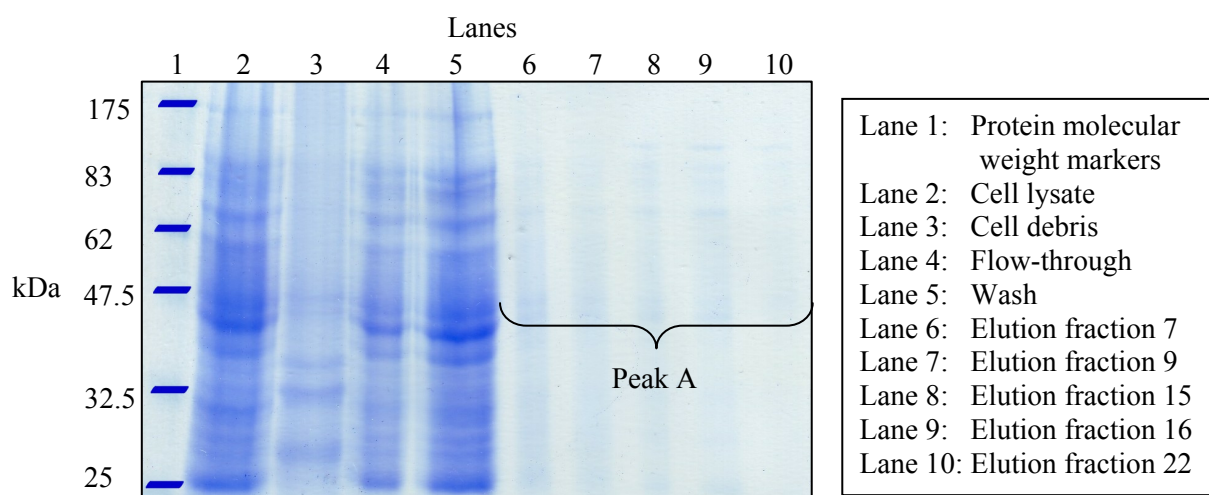 Lanes
1 2 3 4 5 6 7 8 9 10
175
83
62
kDa
47.5
32.5
25
Peak A
Lane 1: Protein molecular
weight markers
Lane 2: Cell lysate
Lane 3: Cell debris
Lane 4: Flow-through
Lane 5: Wash
Lane 6: Elution fraction 7
Lane 7: Elution fraction 9
Lane 8: Elution fraction 15
Lane 9: Elution fraction 16
Lane 10: Elution fraction 22